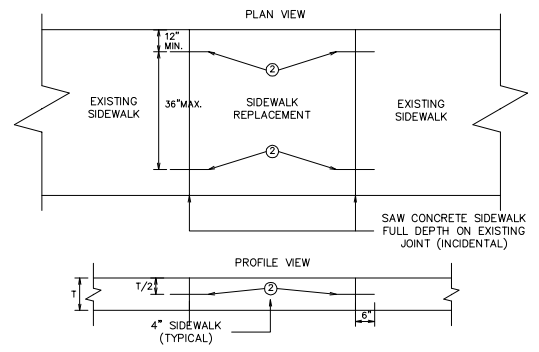 PLAN VIEW
12"
MIN.
2
36"MAX.
EXISTING
SIDEWALK
SIDEWALK
REPLACEMENT
EXISTING
SIDEWALK
2
SAW CONCRETE SIDEWALK
FULL DEPTH ON EXISTING
JOINT (INCIDENTAL)
PROFILE VIEW
T
T/2
2
4" SIDEWALK
(TYPICAL)
6"